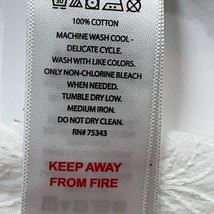 100% COTTON
MACHINE WASH COOL -
DELICATE CYCLE.
WASH WITH LIKE COLORS.
ONLY NON-CHLORINE BLEACH
WHEN NEEDED.
TUMBLE DRY LOW.
MEDIUM IRON.
DO NOT DRY CLEAN.
RN# 75343
KEEP AWAY
FROM FIRE